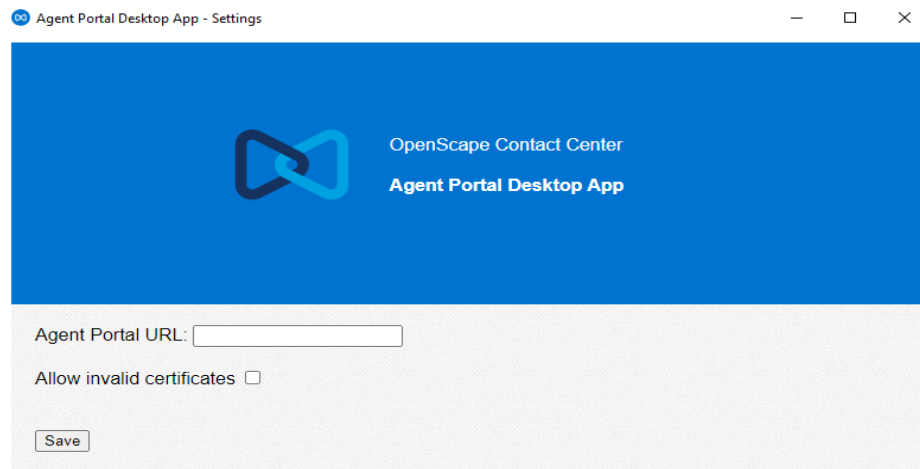 Agent Portal Desktop App - Settings
OpenScape Contact Center
Agent Portal Desktop App
Agent Portal URL:
Allow invalid certificates
Save